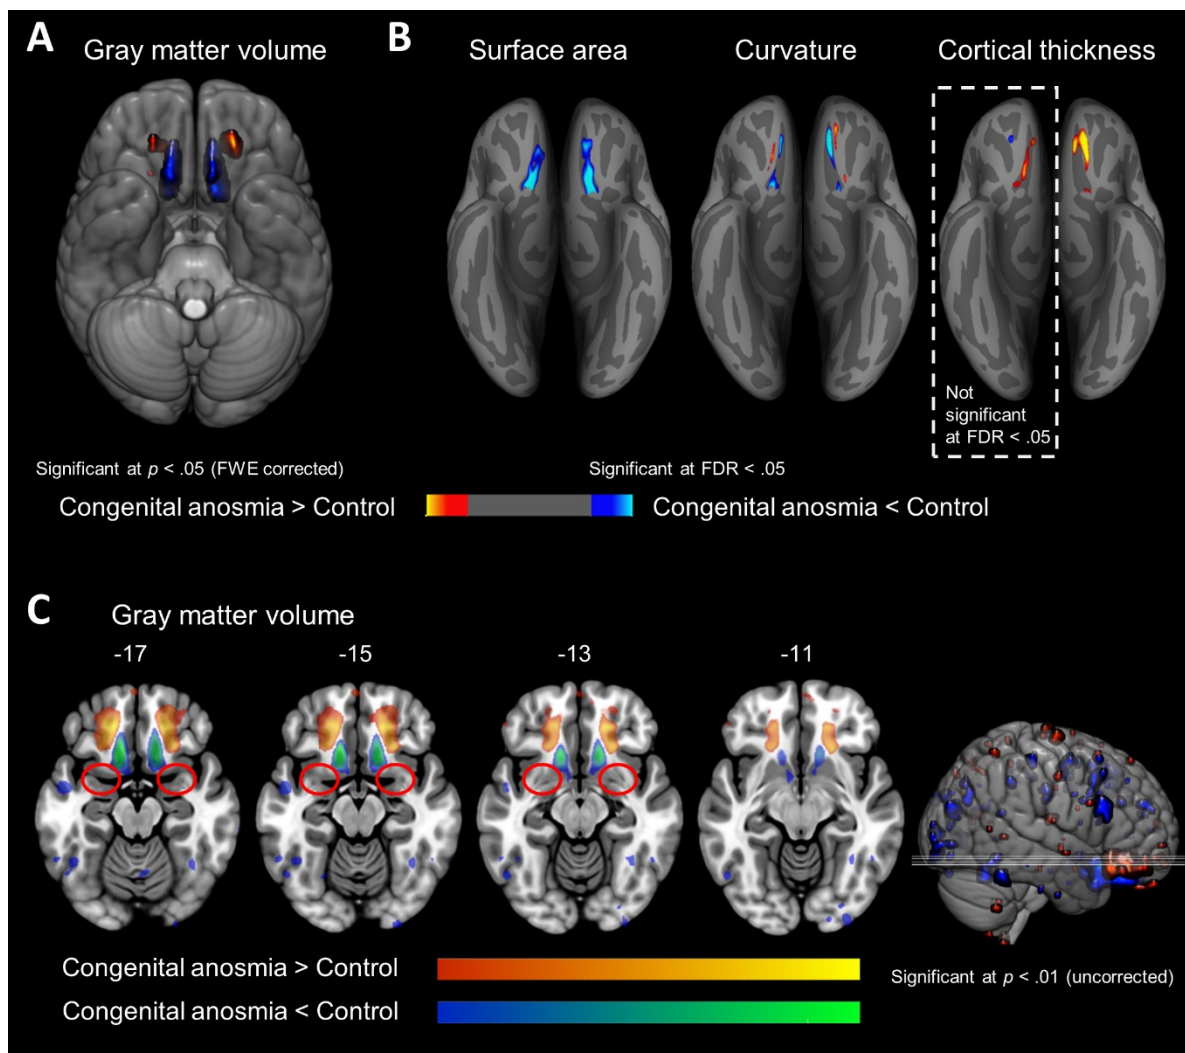 A
Gray matter volume
B
Surface area
Curvature
Cortical thickness
Not
significant
at FDR < .05
Significant at p < .05 (FWE corrected)
Significant at FDR < .05
Congenital anosmia > Control
Congenital anosmia < Control
C
Gray matter volume
-17
-15
-13
-11
Congenital anosmia > Control
Congenital anosmia < Control
Significant at p < .01 (uncorrected)